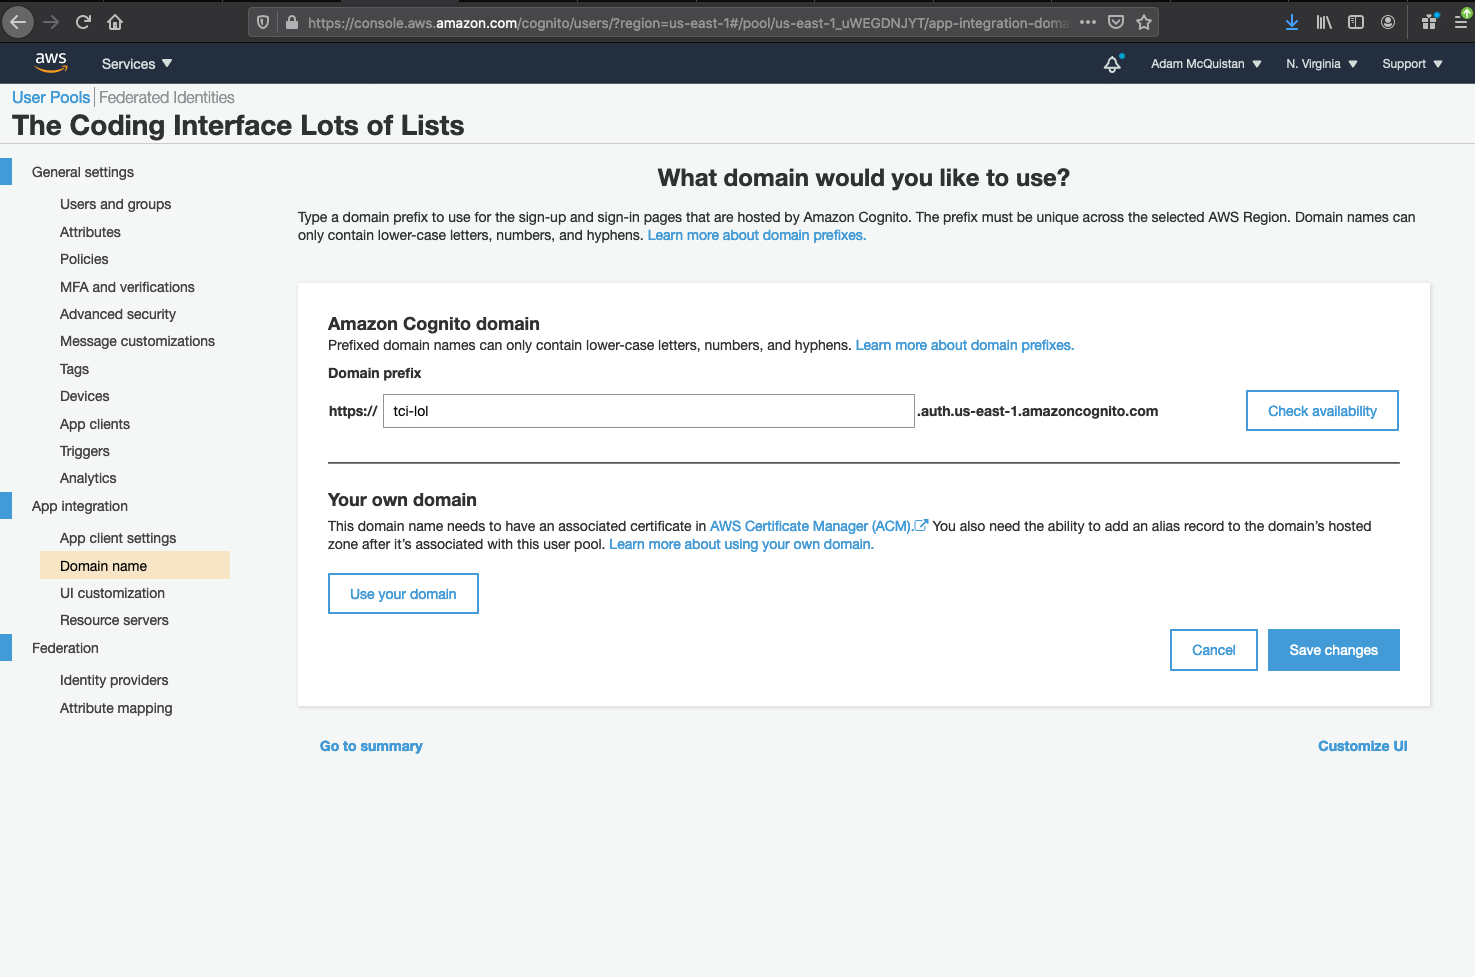 https://console.aws.amazon.com/cognito/users/?region=us-east-1#/pool/us-east-1_uWEGDNJYT/app-integration-doma
aws Services Adam McQuistan N. Virginia Support
User Pools Federated Identities
The Coding Interface Lots of Lists
General settings
Users and groups
Attributes
Policies
MFA and verifications
Advanced security
Message customizations
Tags
Devices
App clients
Triggers
Analytics
App integration
App client settings
Domain name
UI customization
Resource servers
Federation
Identity providers
Attribute mapping
What domain would you like to use?
Type a domain prefix to use for the sign-up and sign-in pages that are hosted by Amazon Cognito. The prefix must be unique across the selected AWS Region. Domain names can
only contain lower-case letters, numbers, and hyphens. Learn more about domain prefixes.
Amazon Cognito domain
Prefixed domain names can only contain lower-case letters, numbers, and hyphens. Learn more about domain prefixes.
Domain prefix
https:// tci-lol .auth.us-east-1.amazoncognito.com Check availability
Your own domain
This domain name needs to have an associated certificate in AWS Certificate Manager (ACM). You also need the ability to add an alias record to the domain's hosted
zone after it's associated with this user pool. Learn more about using your own domain.
Use your domain
Cancel Save changes
Go to summary Customize UI